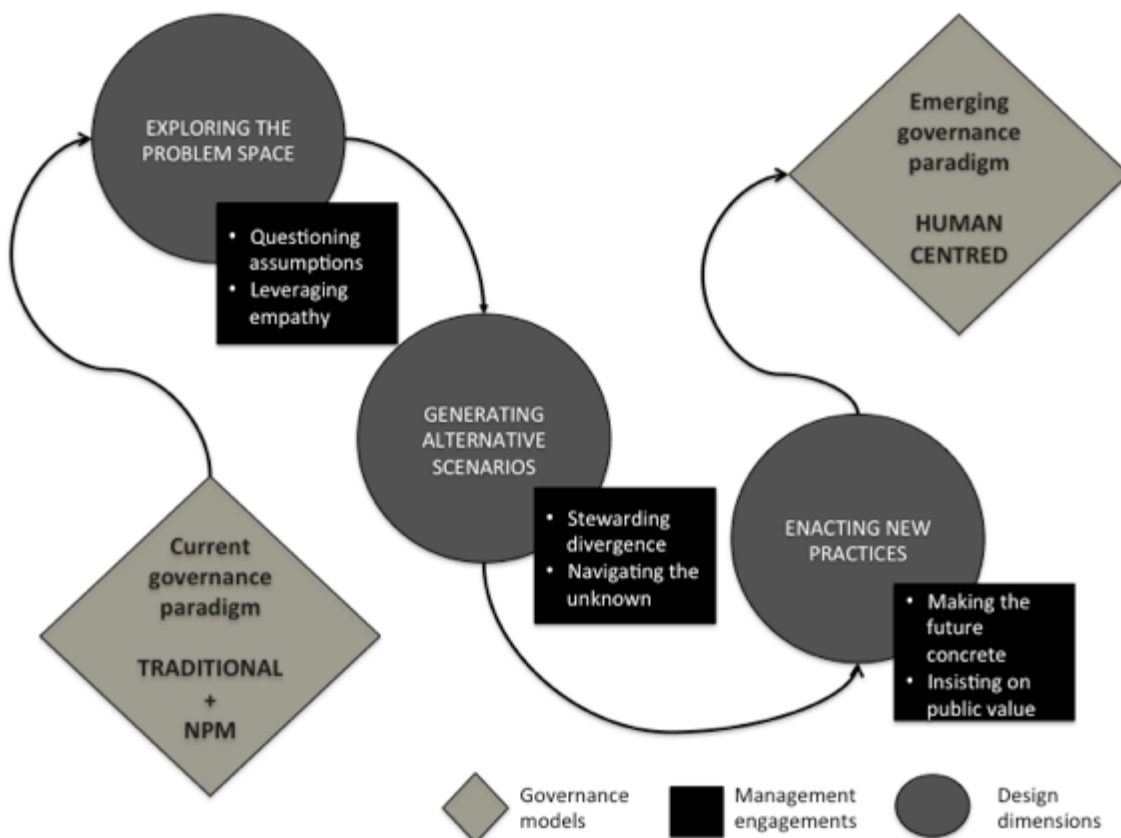 EXPLORING THE
PROBLEM SPACE
• Questioning
assumptions
• Leveraging
empathy
GENERATING
ALTERNATIVE
SCENARIOS
• Stewarding
divergence
• Navigating the
unknown
ENACTING NEW
PRACTICES
• Making the
future
concrete
• Insisting on
public value
Current
governance
paradigm
TRADITIONAL
+
NPM
Emerging
governance
paradigm
HUMAN
CENTRED
Governance
models
Management
engagements
Design
dimensions